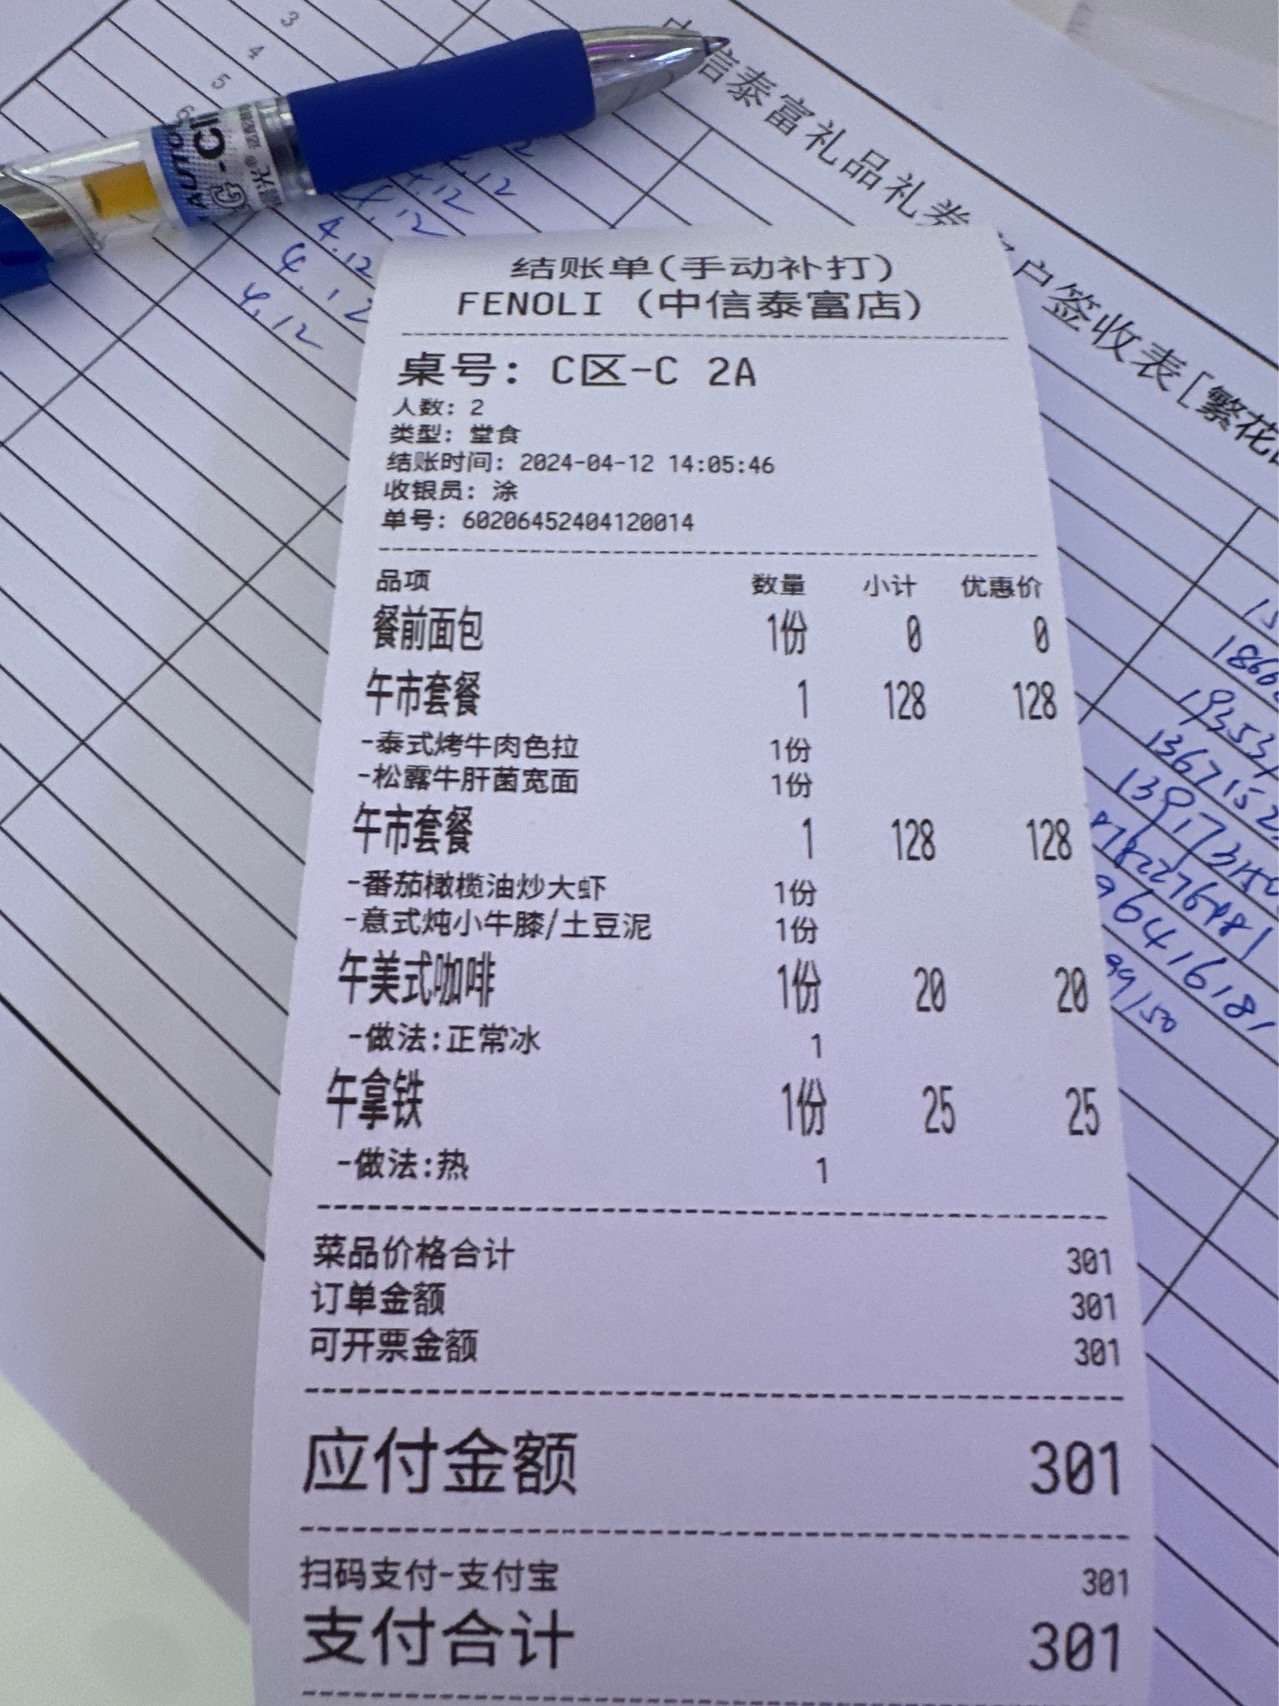 3
4
5
6
AUTO
G-Cli
信泰富礼品礼券
户签收表[繁花
4.12
4.12
4.12
结账单(手动补打)
FENOLI (中信泰富店)
桌号: C区-C 2A
人数: 2
类型: 堂食
结账时间: 2024-04-12 14:05:46
收银员: 涂
单号: 602064524041200​14
品项 数量 小计 优惠价
餐前面包 1份 0 0
午市套餐 1 128 128
-泰式烤牛肉色拉 1份
-松露牛肝菌宽面 1份
午市套餐 1 128 128
-番茄橄榄油炒大虾 1份
-意式炖小牛膝/土豆泥 1份
午美式咖啡 1份 20 20
-做法:正常冰 1
午拿铁 1份 25 25
-做法:热 1
菜品价格合计 301
订单金额 301
可开票金额 301
应付金额 301
扫码支付-支付宝 301
支付合计 301